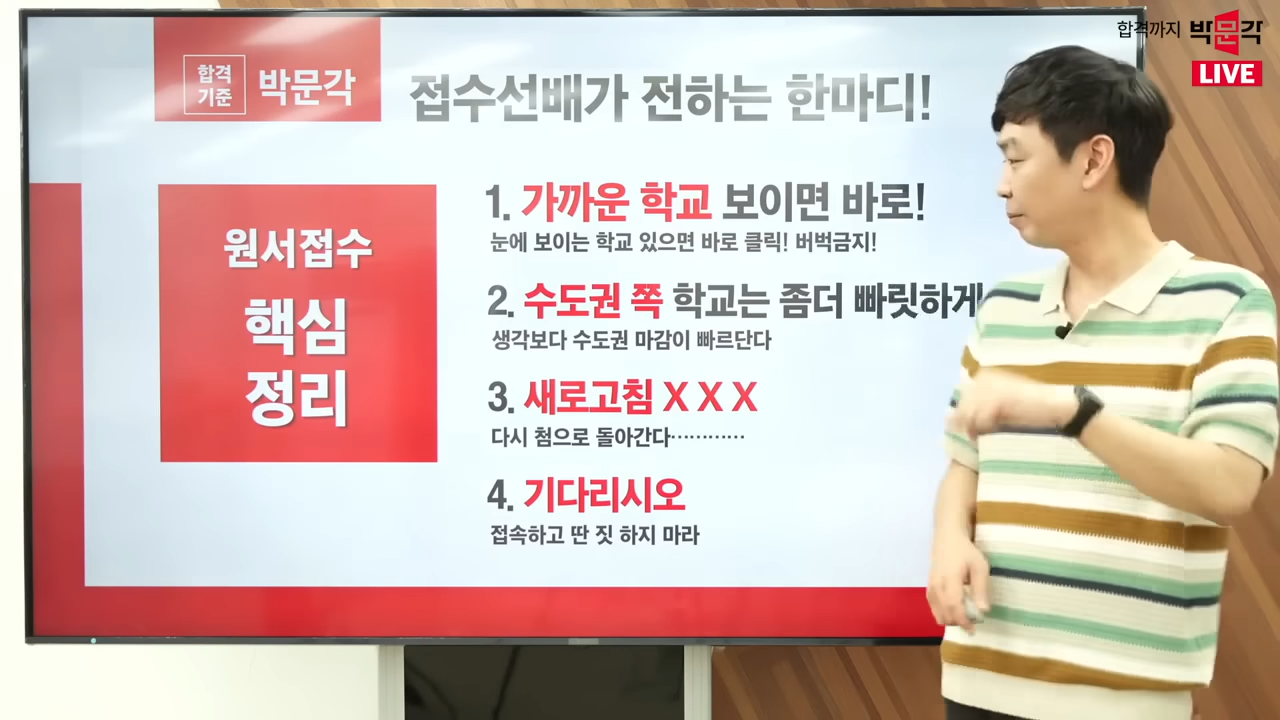 합격까지 박문각
LIVE
합격
기준
박문각
접수선배가 전하는 한마디!
원서접수
핵심
정리
1. 가까운 학교 보이면 바로!
눈에 보이는 학교 있으면 바로 클릭! 버벅금지!
2. 수도권 쪽 학교는 좀더 빠릿하게
생각보다 수도권 마감이 빠르단다
3. 새로고침 X X X
다시 첨으로 돌아간다…………
4. 기다리시오
접속하고 딴 짓 하지 마라